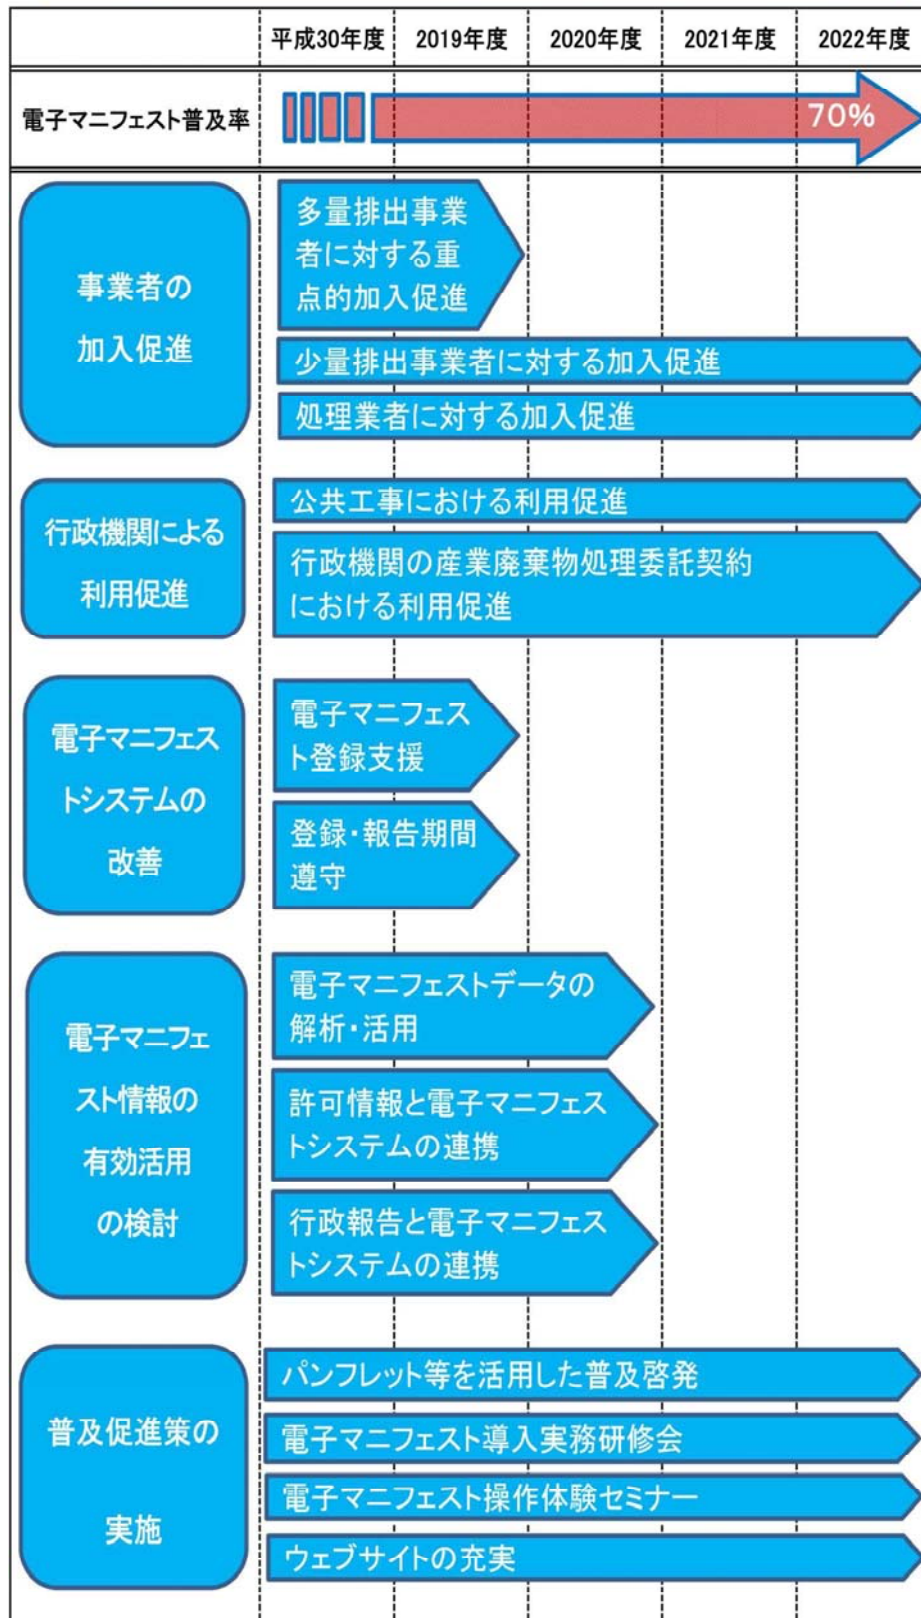 平成30年度 2019年度 2020年度 2021年度 2022年度
電子マニフェスト普及率
70%
事業者の
加入促進
多量排出事業
者に対する重
点的加入促進
少量排出事業者に対する加入促進
処理業者に対する加入促進
行政機関による
利用促進
公共工事における利用促進
行政機関の産業廃棄物処理委託契約
における利用促進
電子マニフェス
トシステムの
改善
電子マニフェス
ト登録支援
登録・報告期間
遵守
電子マニフェ
スト情報の
有効活用
の検討
電子マニフェストデータの
解析・活用
許可情報と電子マニフェス
トシステムの連携
行政報告と電子マニフェス
トシステムの連携
普及促進策の
実施
パンフレット等を活用した普及啓発
電子マニフェスト導入実務研修会
電子マニフェスト操作体験セミナー
ウェブサイトの充実